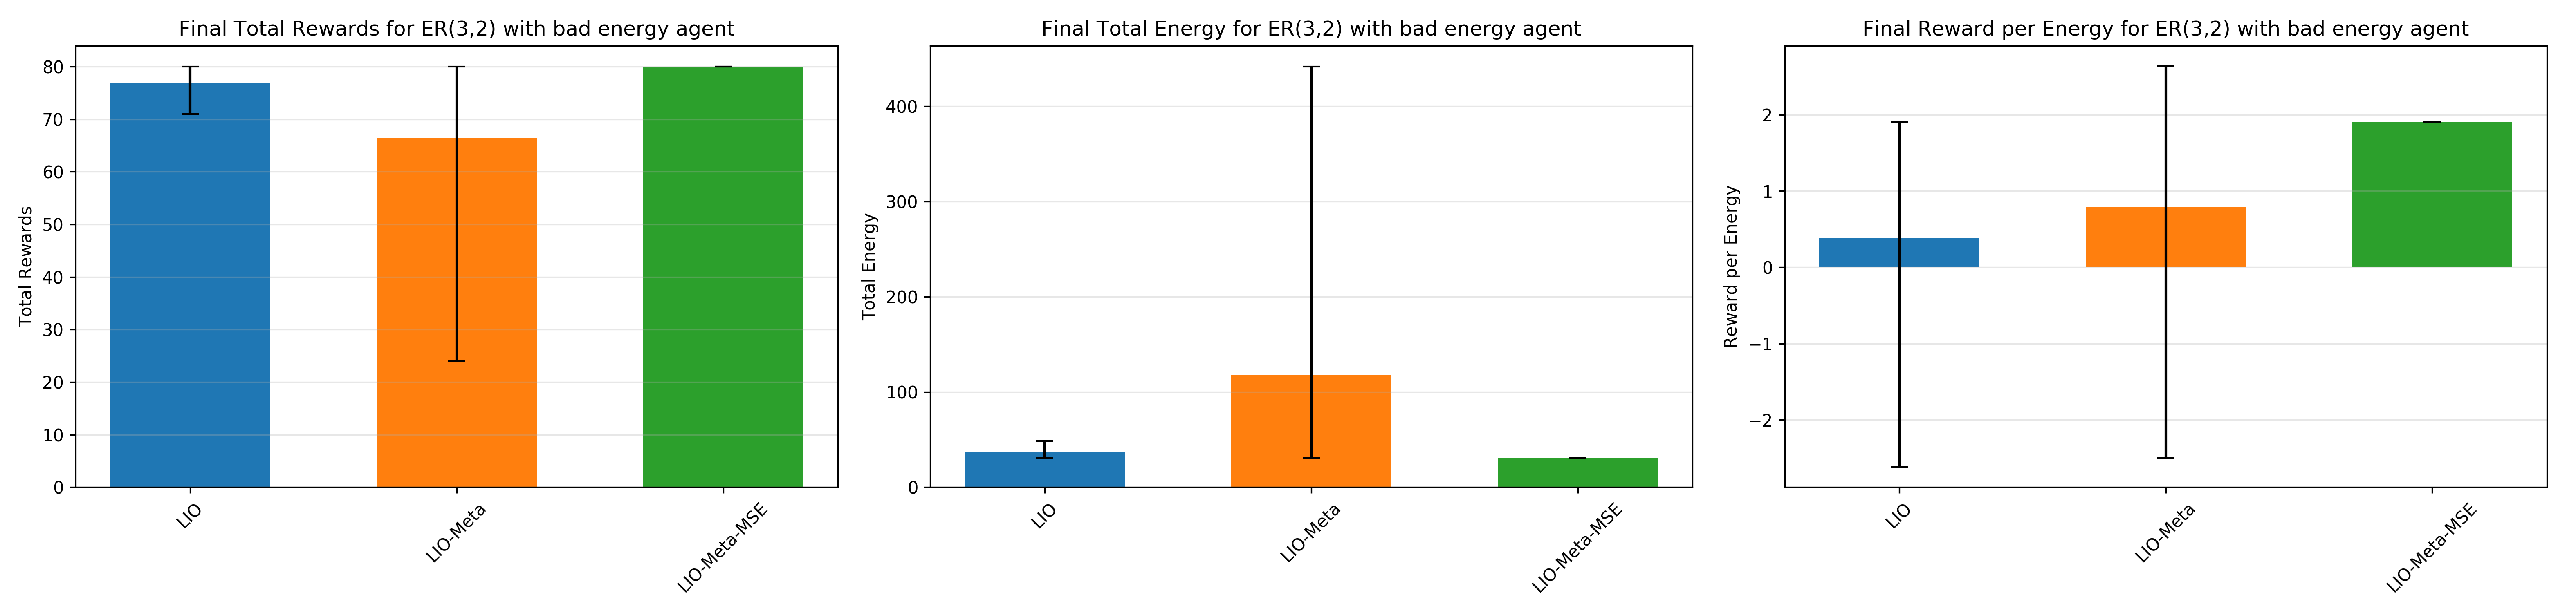 Final Total Rewards for ER(3,2) with bad energy agent
Total Rewards
80
70
60
50
40
30
20
10
0
LIO
LIO-Meta
LIO-Meta-MSE
Final Total Energy for ER(3,2) with bad energy agent
Total Energy
400
300
200
100
0
LIO
LIO-Meta
LIO-Meta-MSE
Final Reward per Energy for ER(3,2) with bad energy agent
Reward per Energy
2
1
0
−1
−2
LIO
LIO-Meta
LIO-Meta-MSE